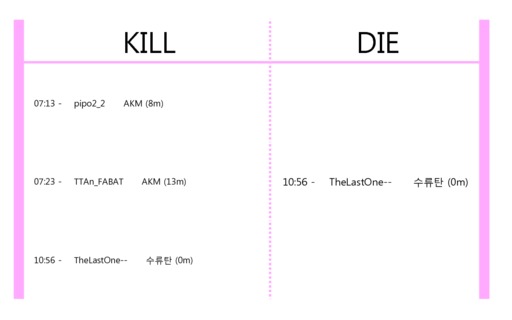 KILL
DIE
07:13 - pipo2_2 AKM (8m)
07:23 - TTAn_FABAT AKM (13m)
10:56 - TheLastOne-- 수류탄 (0m)
10:56 - TheLastOne-- 수류탄 (0m)